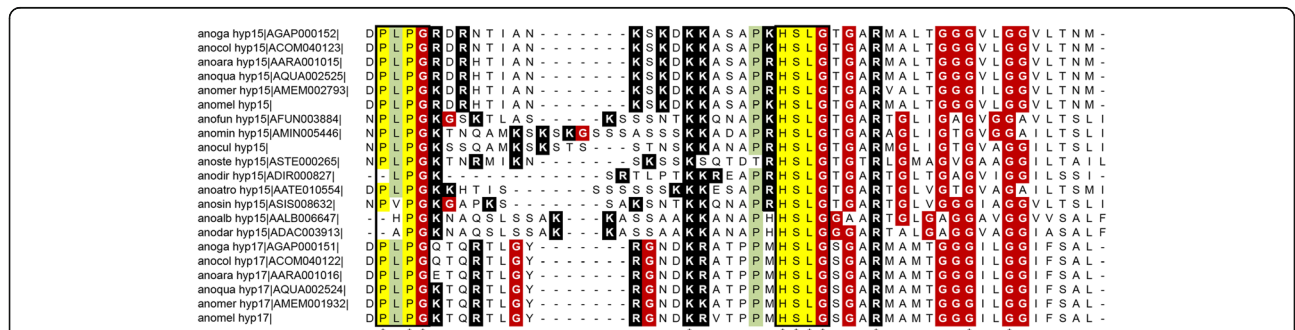 anoga hyp15|AGAP000152| D P L P G R D R N T I A N - - - - - - - K S K D K K A S A P K H S L G T G A R M A L T G G G V L G G V L T N M -
anocol hyp15|ACOM040123| D P L P G R D R N T I A N - - - - - - - K S K D K K A S A P K H S L G T G A R M A L T G G G V L G G V L T N M -
anoara hyp15|AARA001015| D P L P G R D R H T I A N - - - - - - - K S K D K K A S A P R H S L G T G A R M A L T G G G V L G G V L T N M -
anoqua hyp15|AQUA002525| D P L P G R D R H T I A N - - - - - - - K S K D K K A S A P R H S L G T G A R M A L T G G G V L G G V L T N M -
anomer hyp15|AMEM002793| D P L P G K D R H T I A N - - - - - - - K S K D K K A S A P R H S L G T G A R V A L T G G G V L G G V L T N M -
anomel hyp15| D P L P G K D R H T I A N - - - - - - - K S K D K K A S A P R H S L G T G A R M A L T G G G V L G G V L T N M -
anofun hyp15|AFUN003884| N P L P G K G S K T L A S - - - - - K S S S N T K K Q N A P K H S L G T G A R T G L I G A G V G G A V L T S L I
anomin hyp15|AMIN005446| N P L P G K T N Q A M K S K S K G S S S A S S S K K A D A P R H S L G T G A R A G L I G T G V G G A I L T S L I
anocul hyp15| N P L P G K S S Q A M K S K S T S - - - S T N S K K A N A P R H S L G T G A R M G L I G T G V A G G I L T S L I
anoste hyp15|ASTE000265| N P L P G K T N R M I K N - - - - - - - S K S S K S Q T D T R H S L G T G A R T G L M A G V G A A G G I L T A I L
anodir hyp15|ADIR000827| - - L P G K - - - - - - - - - - - - S R T L P T K K R E A P R H S L G T G A R T G L T G A V G I G G I L S S I -
anoatro hyp15|AATE010554| D P L P G K K H T I S - - - - - - S S S S S S K K K E S A P R H S L G T G A R T G L V G T G V A G A I L T S M I
anosin hyp15|ASIS008632| N P V P G K G A P K S - - - - - - - S A K S N T K K Q N A P R H S L G T G A R T G L V G G G I A G G V L T S L I
anoalb hyp15|AALB006647| - - H P G K N A Q S L S S A K - - - K A S S A A K K A N A P H H S L G G A A R T G L G A G G A V G G V V S A L F
anodar hyp15|ADAC003913| - - A P G K N A Q S L S S A K - - - K A S S A A K K A N A P H H S L G G G A R T A L G A G G V A G G I A S A L F
anoga hyp17|AGAP000151| D P L P G Q T Q R T L G Y - - - - - - - R G N D K K A T P P M H S L G S G A R M A M T G G G I L G G I F S A L -
anocol hyp17|ACOM040122| D P L P G Q T Q R T L G Y - - - - - - - R G N D K R A T P P M H S L G S G A R M A M T G G G I L G G I F S A L -
anoara hyp17|AARA001016| D P L P G E T Q R T L G Y - - - - - - - R G N D K R A T P P M H S L G S G A R M A M T G G G I L G G I F S A L -
anoqua hyp17|AQUA002524| D P L P G K T Q R T L G Y - - - - - - - R G N D K K A T P P M H S L G S G A R M A M T G G G I L G G I F S A L -
anomer hyp17|AMEM001932| D P L P G K T Q R T L G Y - - - - - - - R G N D K K A T P P M H S L G S G A R M A M T G G G I L G G I F S A L -
anomel hyp17| D P L P G K T Q R T L G Y - - - - - - - R G N D K R V T P P M H S L G S G A R M A M T G G G I L G G I F S A L -